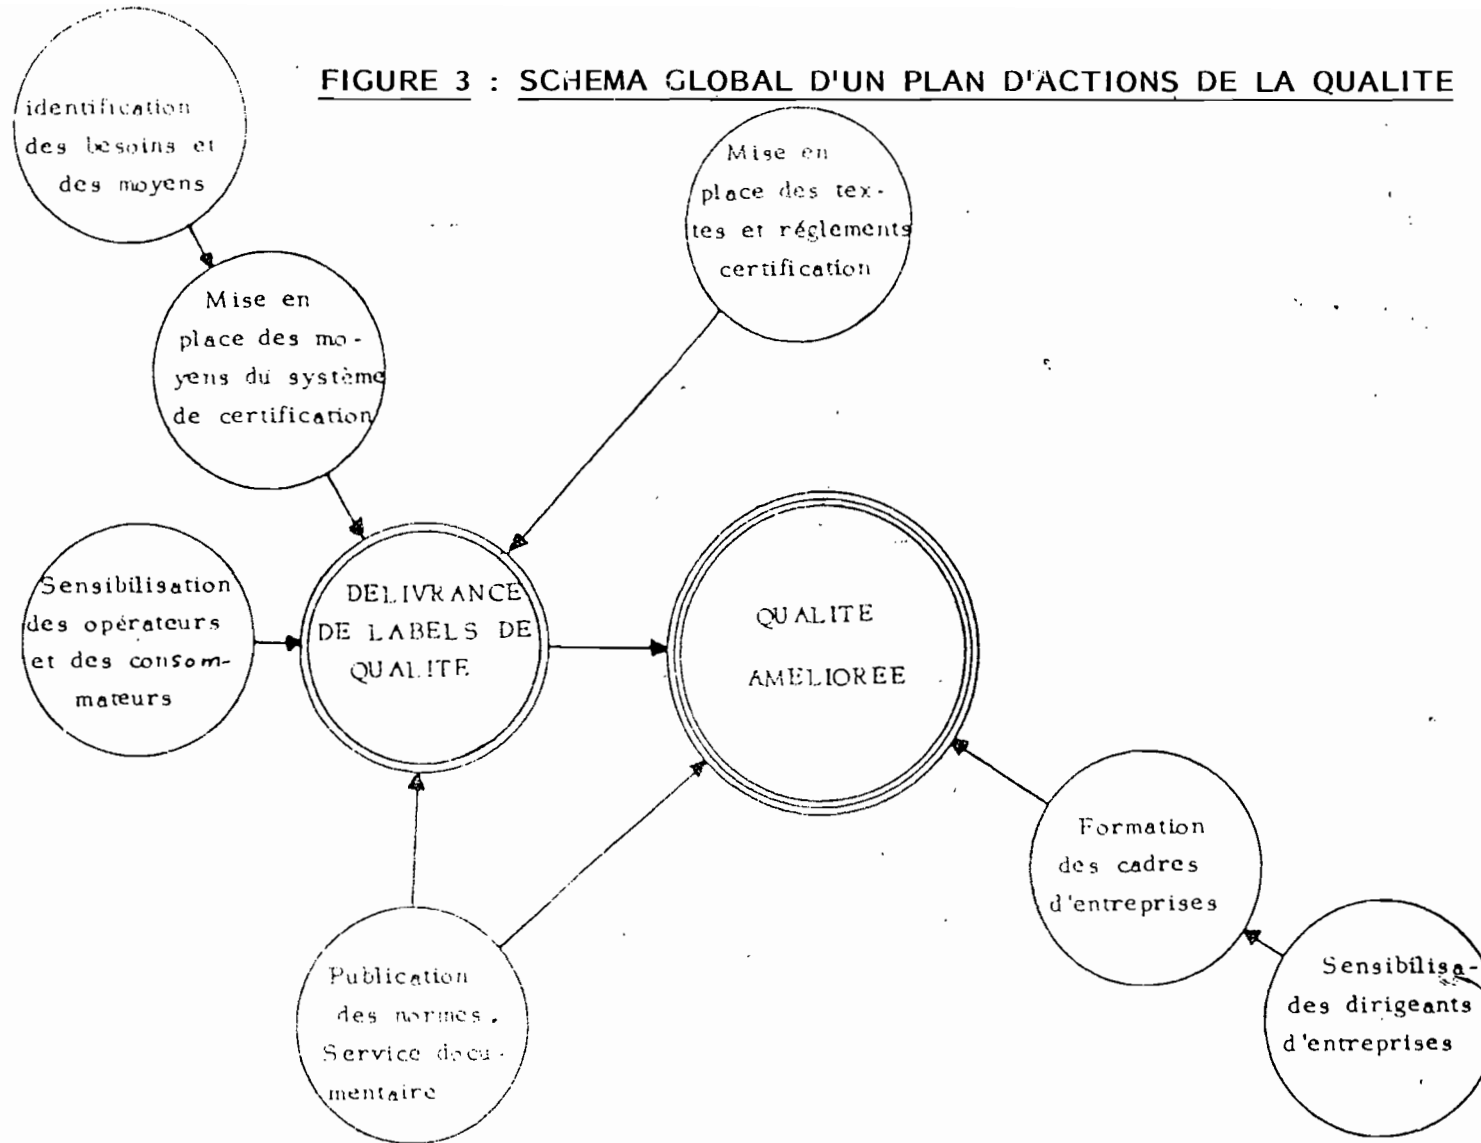 FIGURE 3 : SCHEMA GLOBAL D'UN PLAN D'ACTIONS DE LA QUALITE
identification
des besoins et
des moyens
Mise en
place des tex-
tes et réglements
certification
Mise en
place des mo-
yens du système
de certification
Sensibilisation
des opérateurs
et des consom-
mateurs
DELIVRANCE
DE LABELS DE
QUALITE
QUALITE
AMELIOREE
Formation
des cadres
d'entreprises
Sensibilisa-
des dirigeants
d'entreprises
Publication
des normes.
Service docu-
mentaire